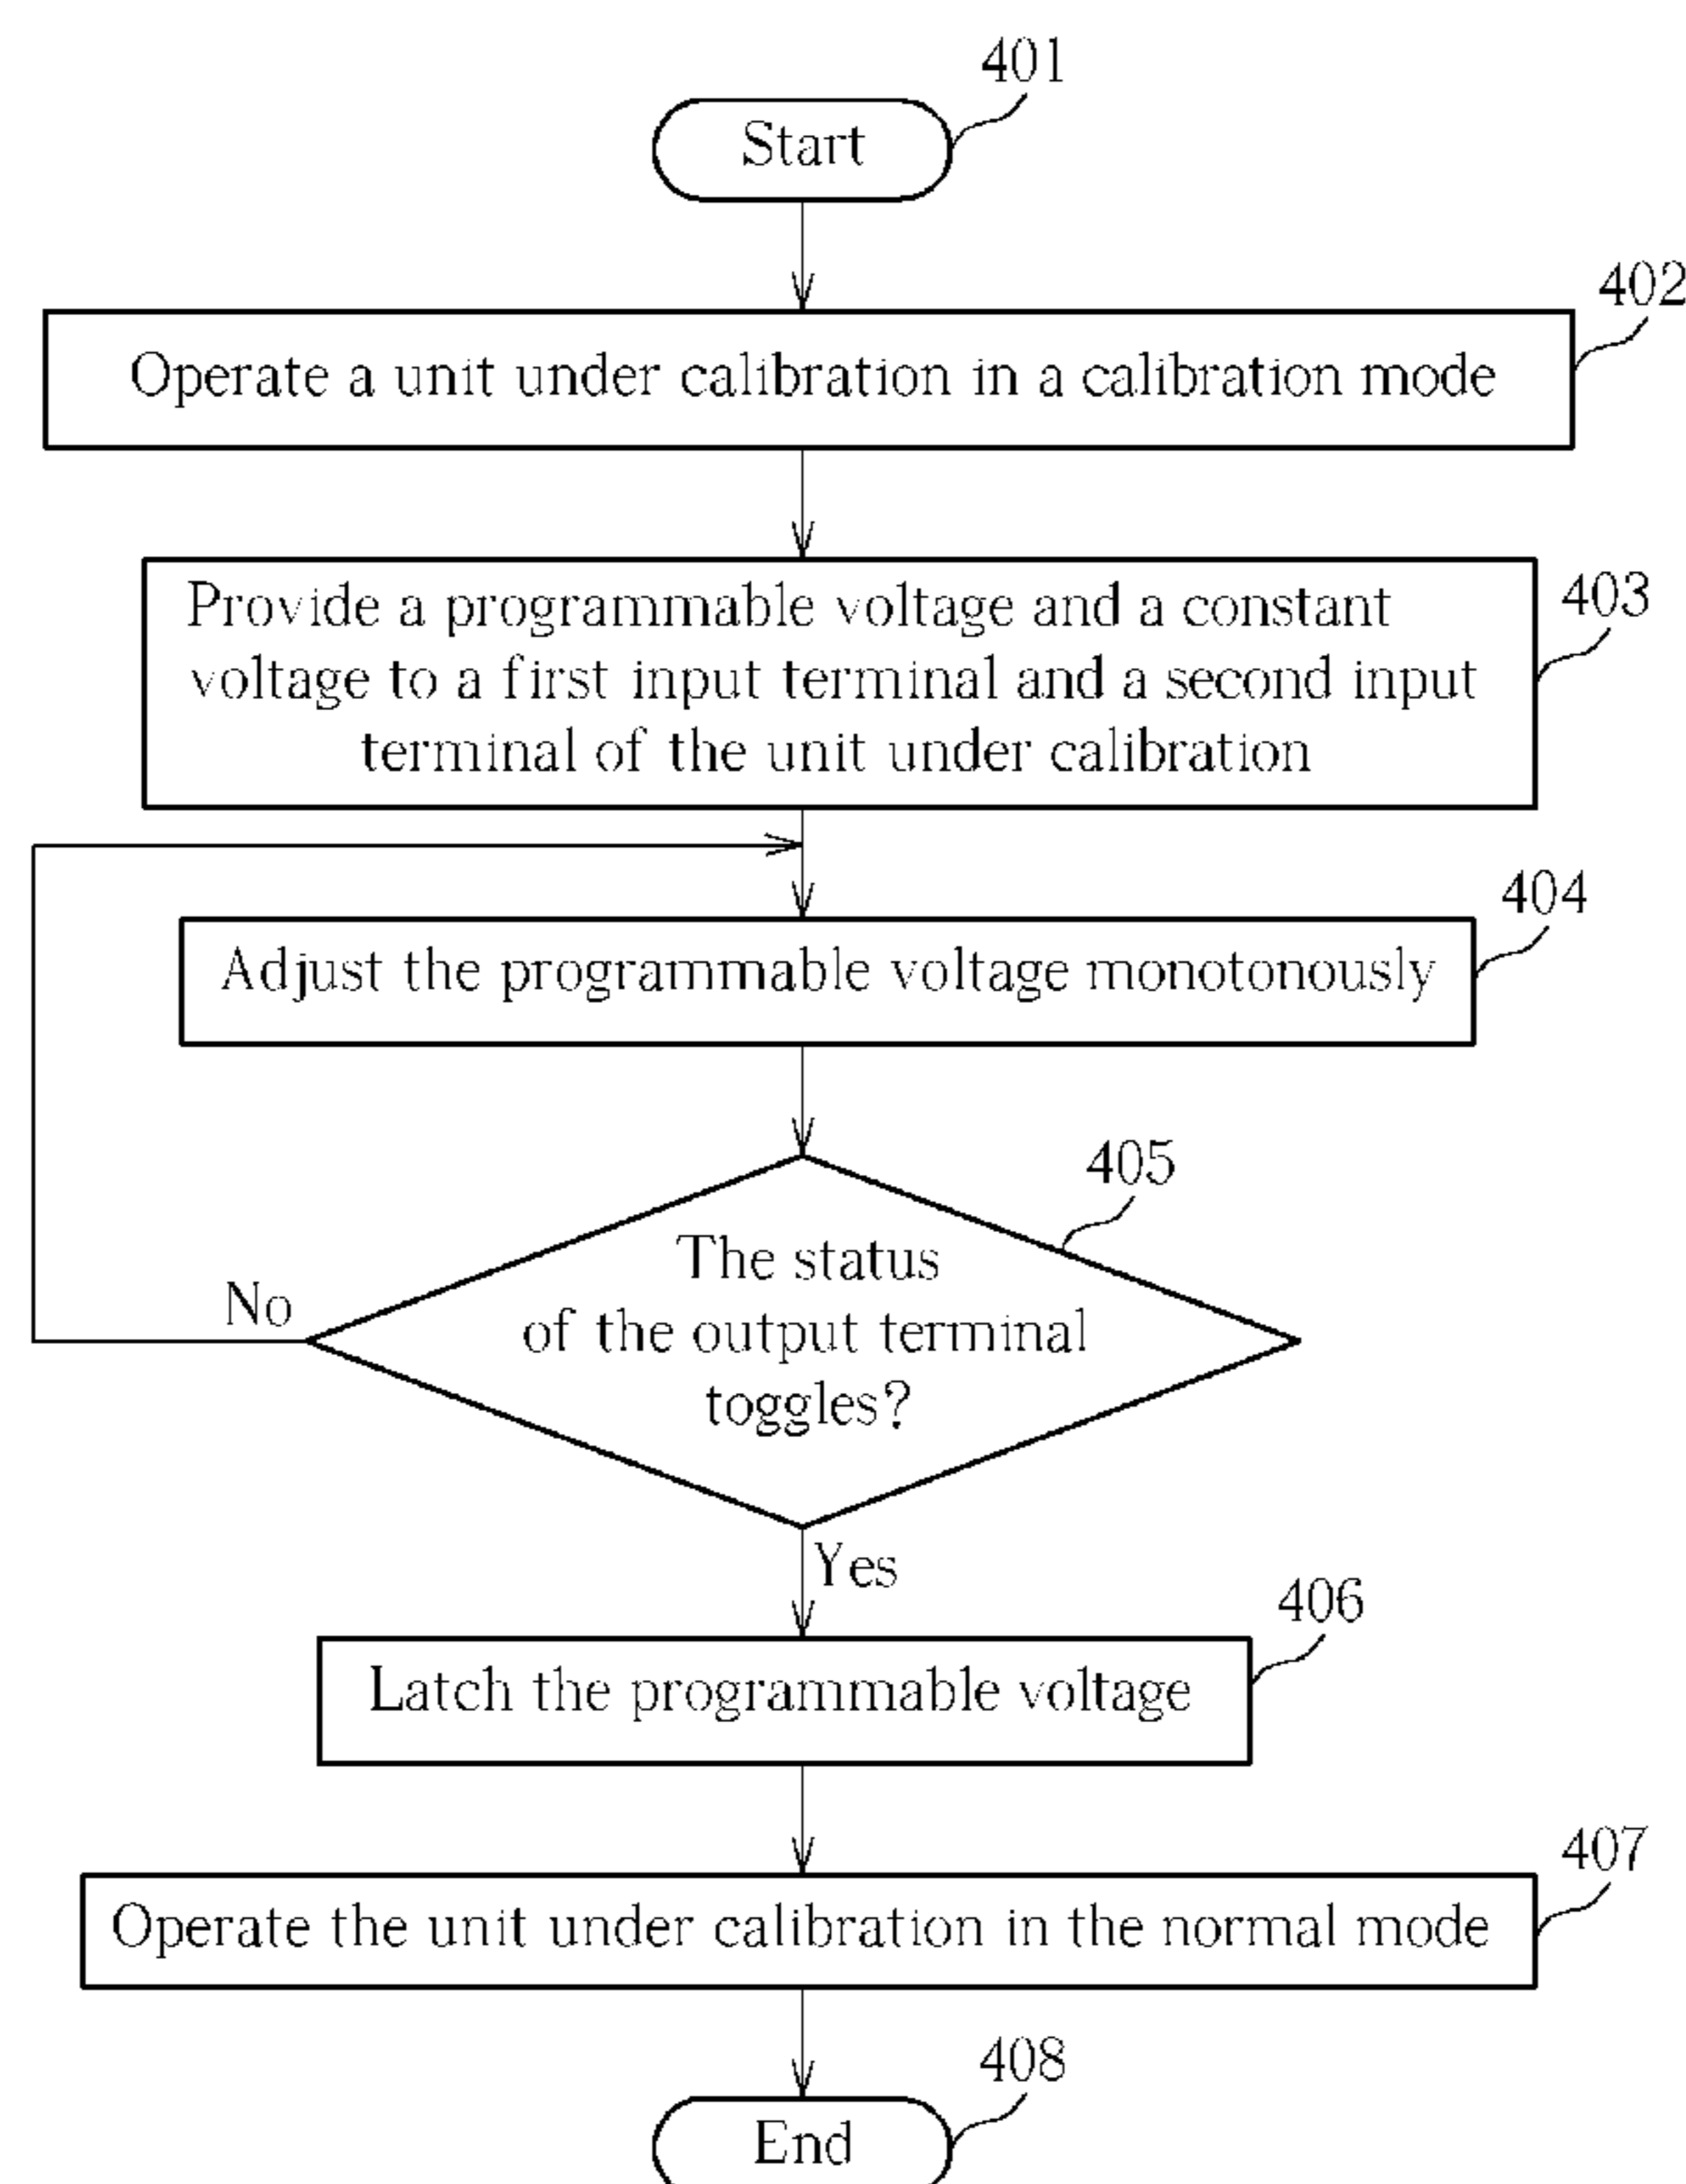 401
Start
402
Operate a unit under calibration in a calibration mode
403
Provide a programmable voltage and a constant
voltage to a first input terminal and a second input
terminal of the unit under calibration
404
Adjust the programmable voltage monotonously
405
The status
of the output terminal
toggles?
No
Yes
406
Latch the programmable voltage
407
Operate the unit under calibration in the normal mode
408
End